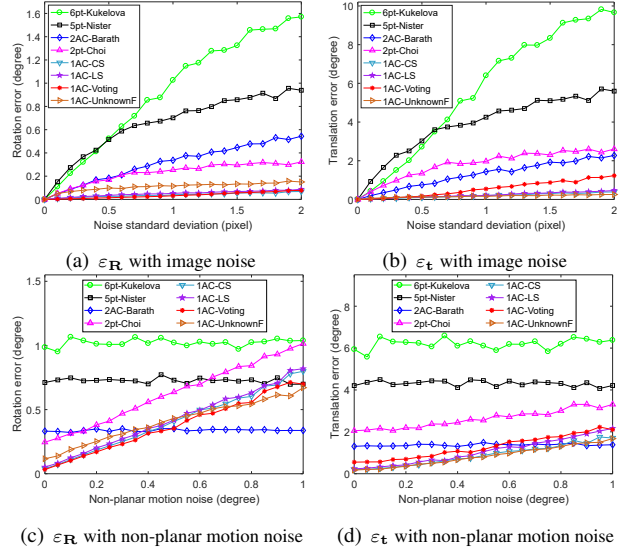 6pt-Kukelova
5pt-Nister
2AC-Barath
2pt-Choi
1AC-CS
1AC-LS
1AC-Voting
1AC-UnknownF
Rotation error (degree)
1.6
1.4
1.2
1
0.8
0.6
0.4
0.2
0
0 0.5 1 1.5 2
Noise standard deviation (pixel)
(a) εR with image noise
6pt-Kukelova
5pt-Nister
2AC-Barath
2pt-Choi
1AC-CS
1AC-LS
1AC-Voting
1AC-UnknownF
Translation error (degree)
10
8
6
4
2
0
0 0.5 1 1.5 2
Noise standard deviation (pixel)
(b) εt with image noise
6pt-Kukelova 1AC-CS
5pt-Nister 1AC-LS
2AC-Barath 1AC-Voting
2pt-Choi 1AC-UnknownF
Rotation error (degree)
1.5
1
0.5
0
0 0.2 0.4 0.6 0.8 1
Non-planar motion noise (degree)
(c) εR with non-planar motion noise
6pt-Kukelova 1AC-CS
5pt-Nister 1AC-LS
2AC-Barath 1AC-Voting
2pt-Choi 1AC-UnknownF
Translation error (degree)
8
6
4
2
0
0 0.2 0.4 0.6 0.8 1
Non-planar motion noise (degree)
(d) εt with non-planar motion noise